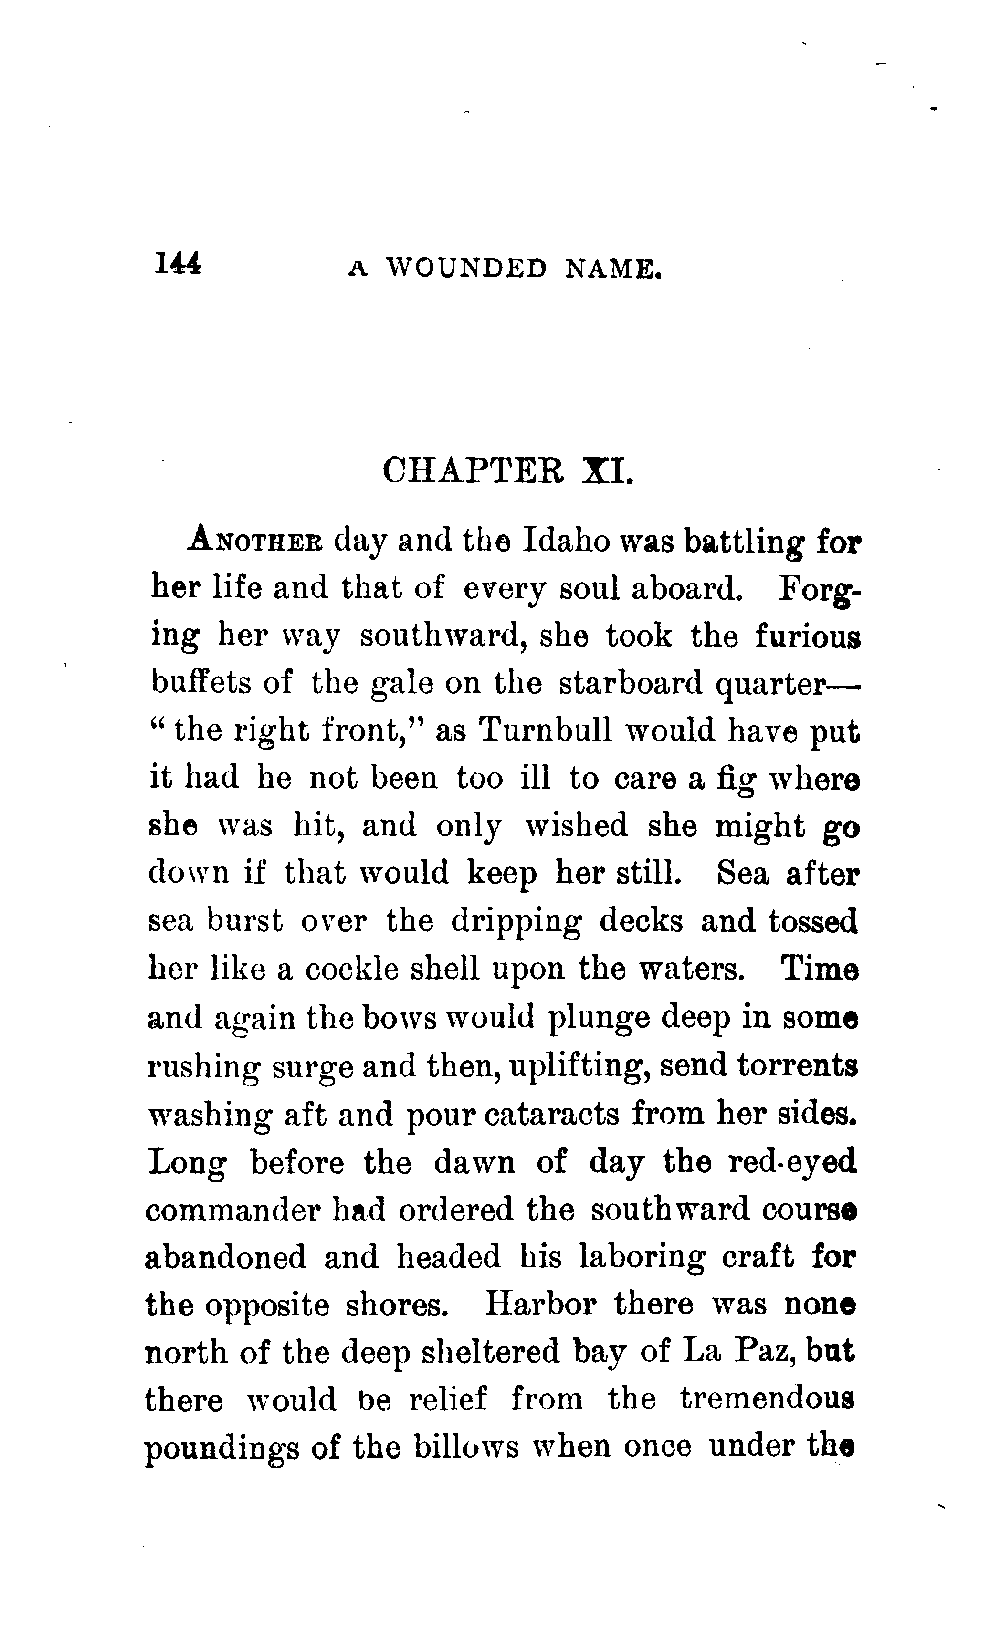 144 A WOUNDED NAME.
CHAPTER XI.
ANOTHER day and the Idaho was battling for
her life and that of every soul aboard. Forg-
ing her way southward, she took the furious
buffets of the gale on the starboard quarter—
“ the right front,” as Turnbull would have put
it had he not been too ill to care a fig where
she was hit, and only wished she might go
down if that would keep her still. Sea after
sea burst over the dripping decks and tossed
her like a cockle shell upon the waters. Time
and again the bows would plunge deep in some
rushing surge and then, uplifting, send torrents
washing aft and pour cataracts from her sides.
Long before the dawn of day the red-eyed
commander had ordered the southward course
abandoned and headed his laboring craft for
the opposite shores. Harbor there was none
north of the deep sheltered bay of La Paz, but
there would be relief from the tremendous
poundings of the billows when once under the